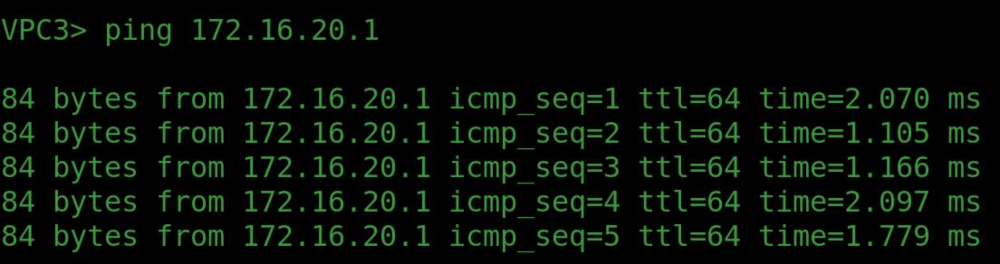 VPC3> ping 172.16.20.1
84 bytes from 172.16.20.1 icmp_seq=1 ttl=64 time=2.070 ms
84 bytes from 172.16.20.1 icmp_seq=2 ttl=64 time=1.105 ms
84 bytes from 172.16.20.1 icmp_seq=3 ttl=64 time=1.166 ms
84 bytes from 172.16.20.1 icmp_seq=4 ttl=64 time=2.097 ms
84 bytes from 172.16.20.1 icmp_seq=5 ttl=64 time=1.779 ms